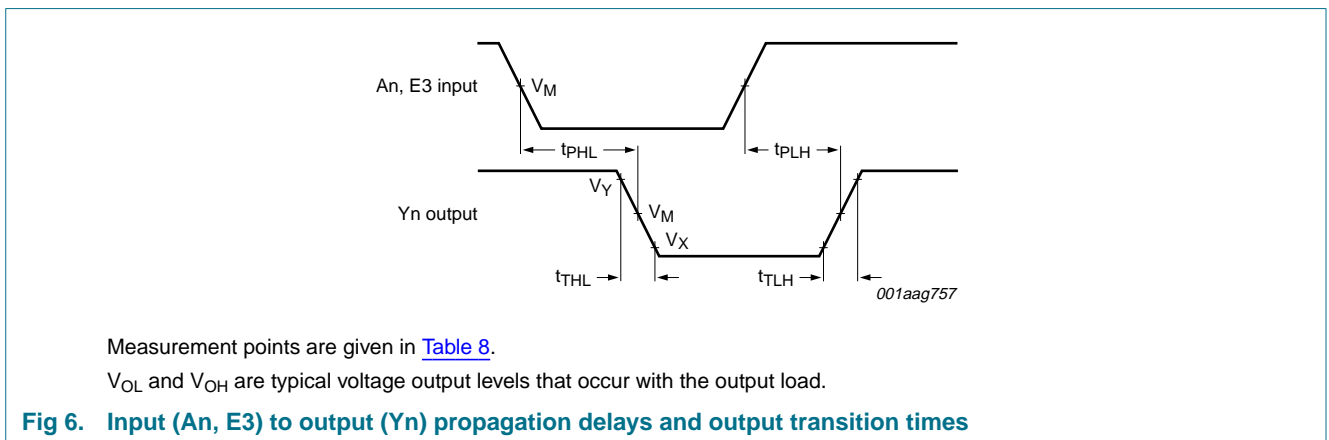 An, E3 input
VM
tPHL
tPLH
VY
Yn output
VM
VX
tTHL
tTLH
001aag757
Measurement points are given in Table 8.
VOL and VOH are typical voltage output levels that occur with the output load.
Fig 6. Input (An, E3) to output (Yn) propagation delays and output transition times